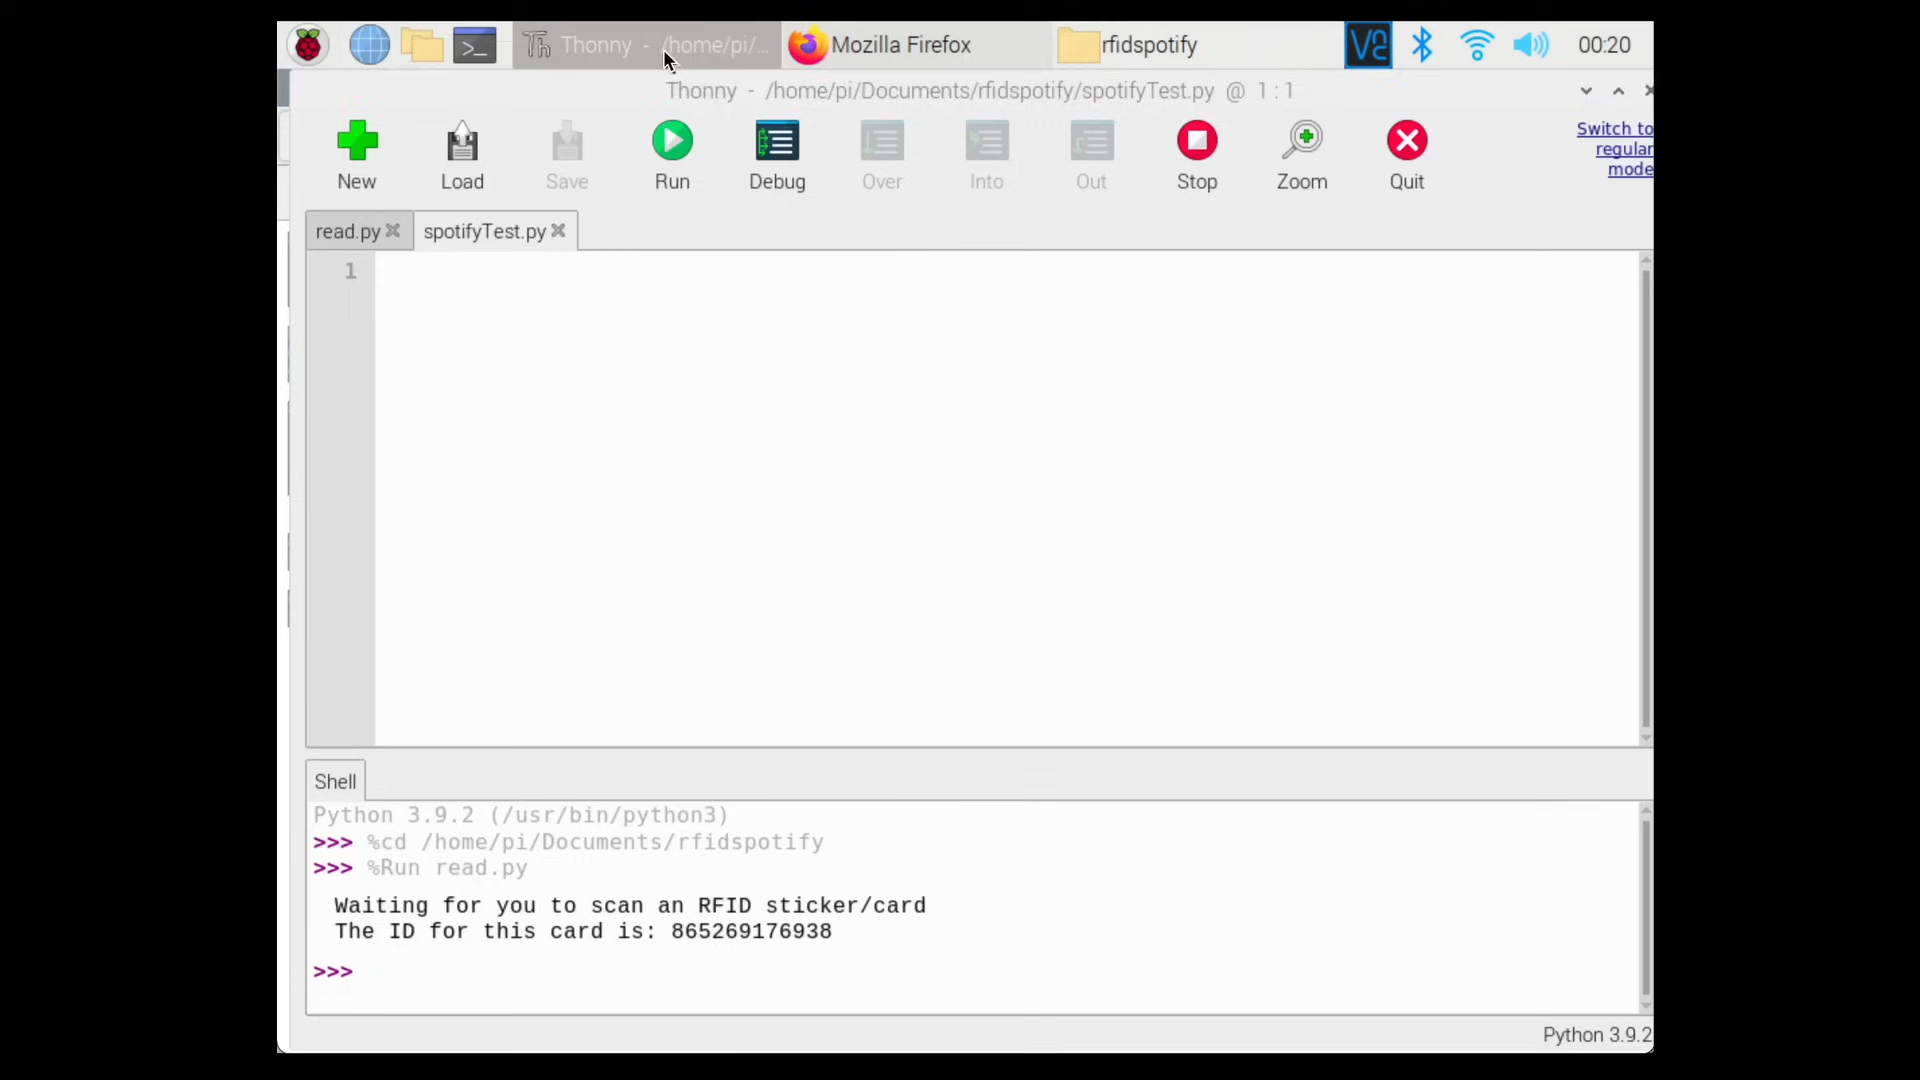 Thonny - /home/pi/...
Mozilla Firefox
rfidspotify
00:20
Thonny - /home/pi/Documents/rfidspotify/spotifyTest.py @ 1 : 1
New
Load
Save
Run
Debug
Over
Into
Out
Stop
Zoom
Quit
Switch to
regular
mode
read.py
spotifyTest.py
1
Shell
Python 3.9.2 (/usr/bin/python3)
>>> %cd /home/pi/Documents/rfidspotify
>>> %Run read.py
Waiting for you to scan an RFID sticker/card
The ID for this card is: 865269176938
>>>
Python 3.9.2